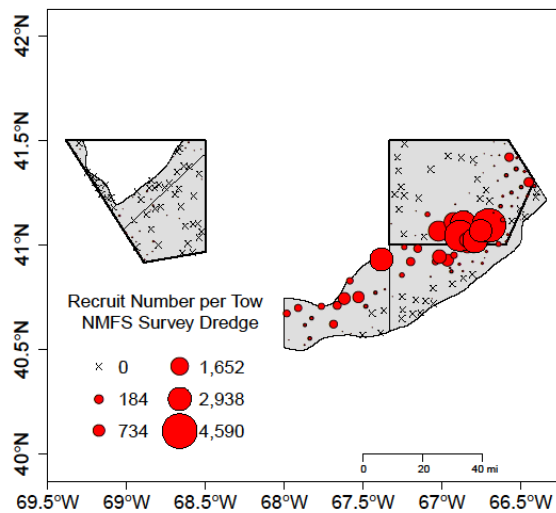 42°N
41.5°N
41°N
40.5°N
40°N
Recruit Number per Tow
NMFS Survey Dredge
× 0 1,652
184 2,938
734 4,590
0 20 40 mi
69.5°W 69°W 68.5°W 68°W 67.5°W 67°W 66.5°W